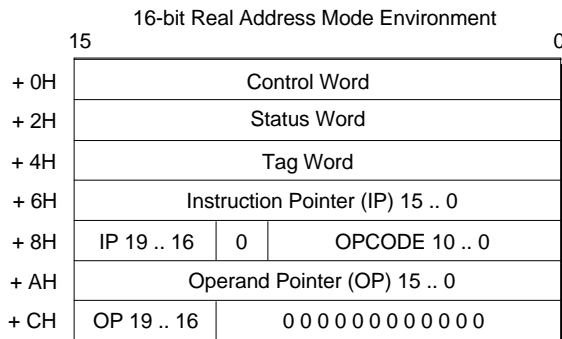 16-bit Real Address Mode Environment
15 0
+ 0H Control Word
+ 2H Status Word
+ 4H Tag Word
+ 6H Instruction Pointer (IP) 15 .. 0
+ 8H IP 19 .. 16 0 OPCODE 10 .. 0
+ AH Operand Pointer (OP) 15 .. 0
+ CH OP 19 .. 16 0 0 0 0 0 0 0 0 0 0 0 0